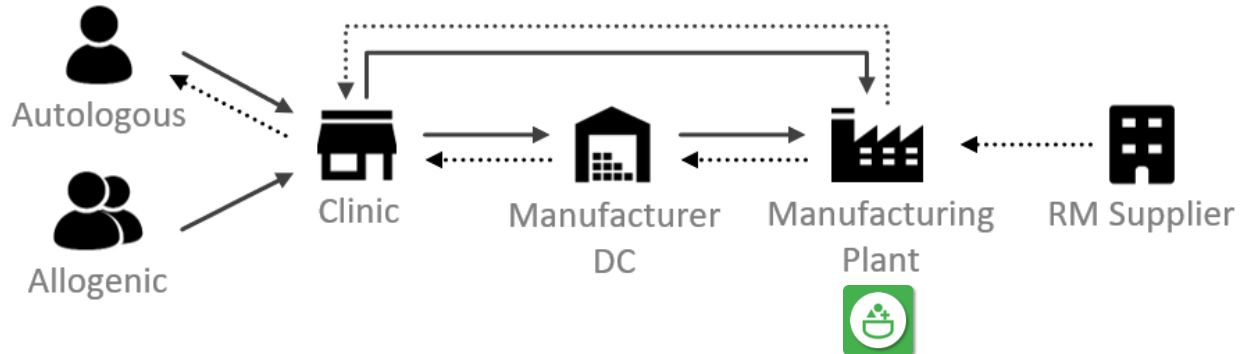 Autologous
Allogenic
Clinic
Manufacturer
DC
Manufacturing
Plant
RM Supplier